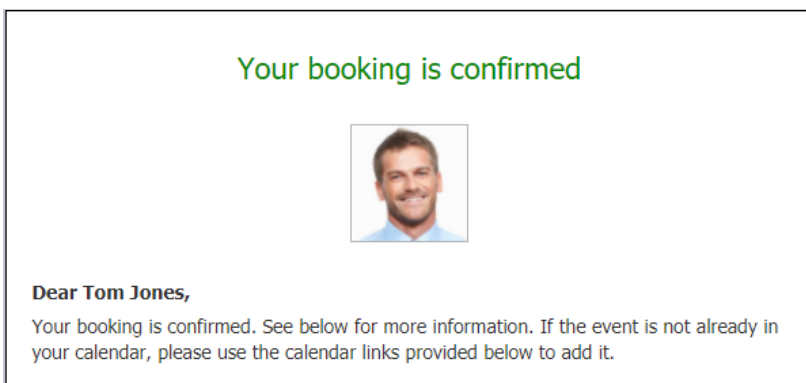 Your booking is confirmed
Dear Tom Jones,
Your booking is confirmed. See below for more information. If the event is not already in
your calendar, please use the calendar links provided below to add it.